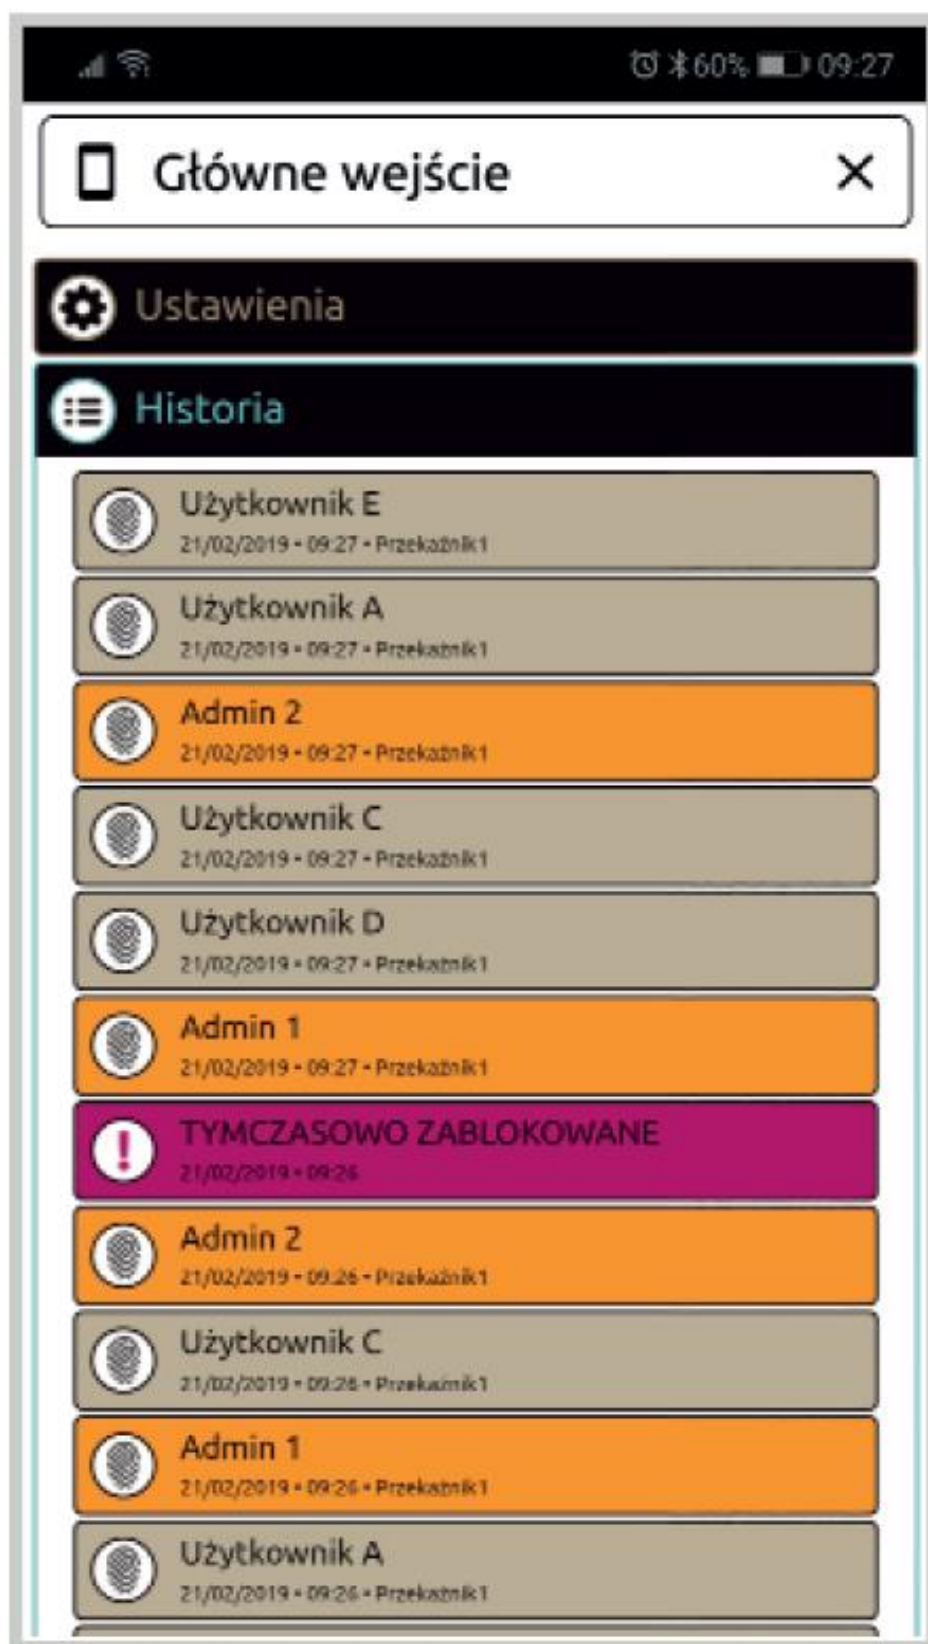 60% 09:27
Główne wejście
Ustawienia
Historia
Użytkownik E
21/02/2019 • 09:27 • Przekaźnik1
Użytkownik A
21/02/2019 • 09:27 • Przekaźnik1
Admin 2
21/02/2019 • 09:27 • Przekaźnik1
Użytkownik C
21/02/2019 • 09:27 • Przekaźnik1
Użytkownik D
21/02/2019 • 09:27 • Przekaźnik1
Admin 1
21/02/2019 • 09:27 • Przekaźnik1
TYMCZASOWO ZABLOKOWANE
21/02/2019 • 09:26
Admin 2
21/02/2019 • 09:26 • Przekaźnik1
Użytkownik C
21/02/2019 • 09:26 • Przekaźnik1
Admin 1
21/02/2019 • 09:26 • Przekaźnik1
Użytkownik A
21/02/2019 • 09:26 • Przekaźnik1